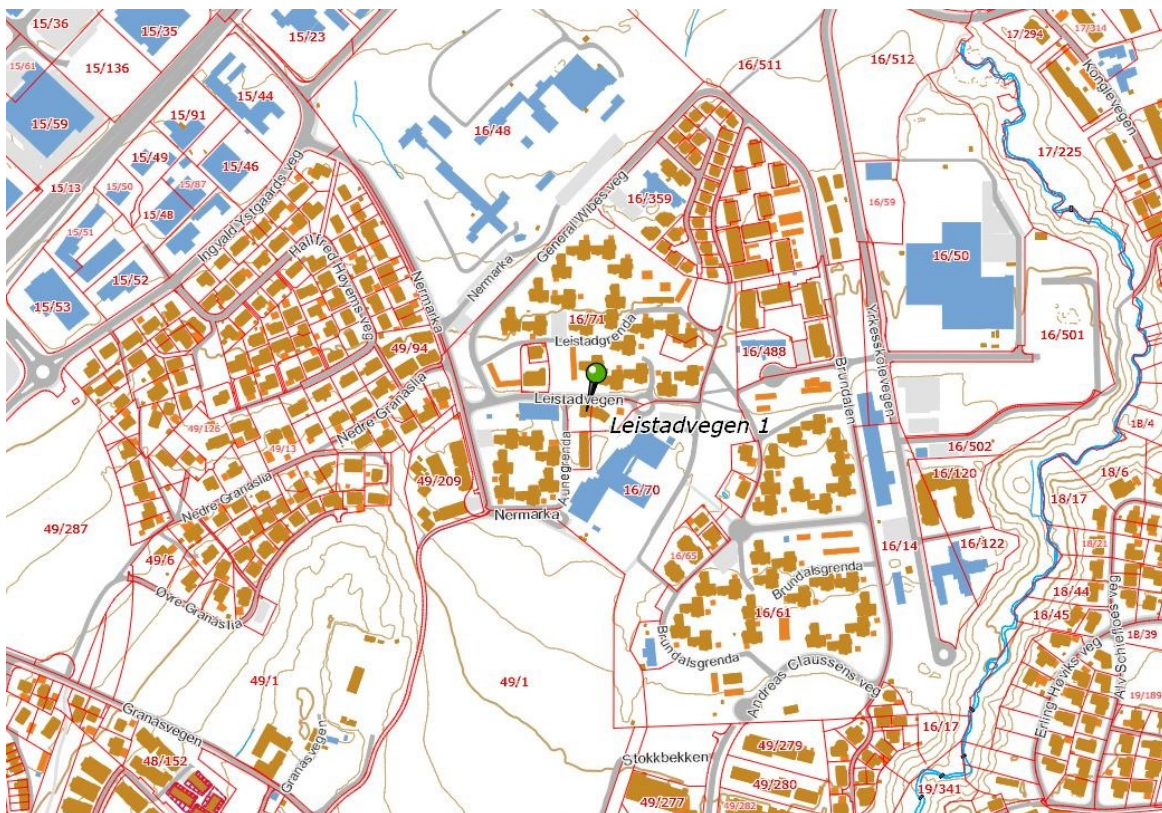 15/36
15/35
15/23
17/294
17/314
15/61
15/136
16/511
16/512
Konglevegen
15/44
15/59
15/91
16/48
17/225
15/49
15/46
15/13
15/50
15/87
16/59
15/48
Ingvald Ystgaards veg
General Wibes veg
16/359
15/51
Hallfred Høyems veg
15/52
16/50
15/53
Nermarka
Nermarka
16/71
Yrkesskolevegen
16/501
Leistadgrenda
49/94
16/488
Brundalen
Leistadvegen
Leistadvegen 1
Nedre Granaslia
49/126
49/13
18/4
16/502
Aunegrenda
49/209
16/70
16/120
18/6
18/17
Nedre Granåslia
Nermarka
49/287
16/14
16/122
18/21
49/6
16/65
Brundalsgrenda
18/44
Øvre Granåslia
16/61
18/45
18/39
Brundalsgrenda
Erling Høviks veg
49/1
49/1
Andreas Claussens veg
19/189
Granåsvegen
16/17
Granåsvegen
48/152
Stokkbekken
49/279
49/280
19/341
49/277
49/282